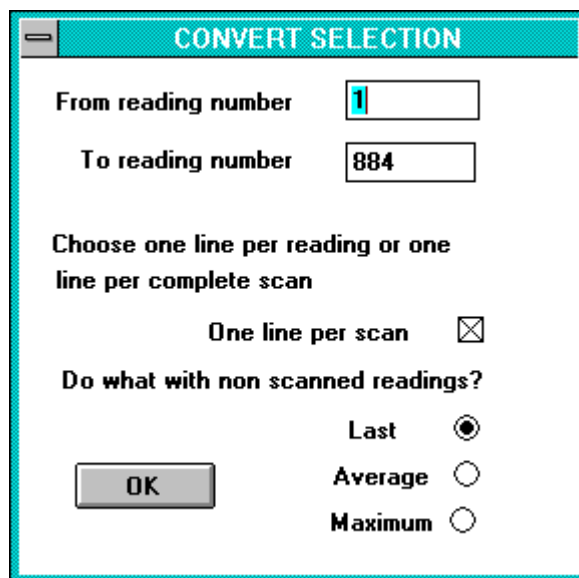 CONVERT SELECTION
From reading number 1
To reading number 884
Choose one line per reading or one
line per complete scan
One line per scan
Do what with non scanned readings?
Last
Average
OK
Maximum